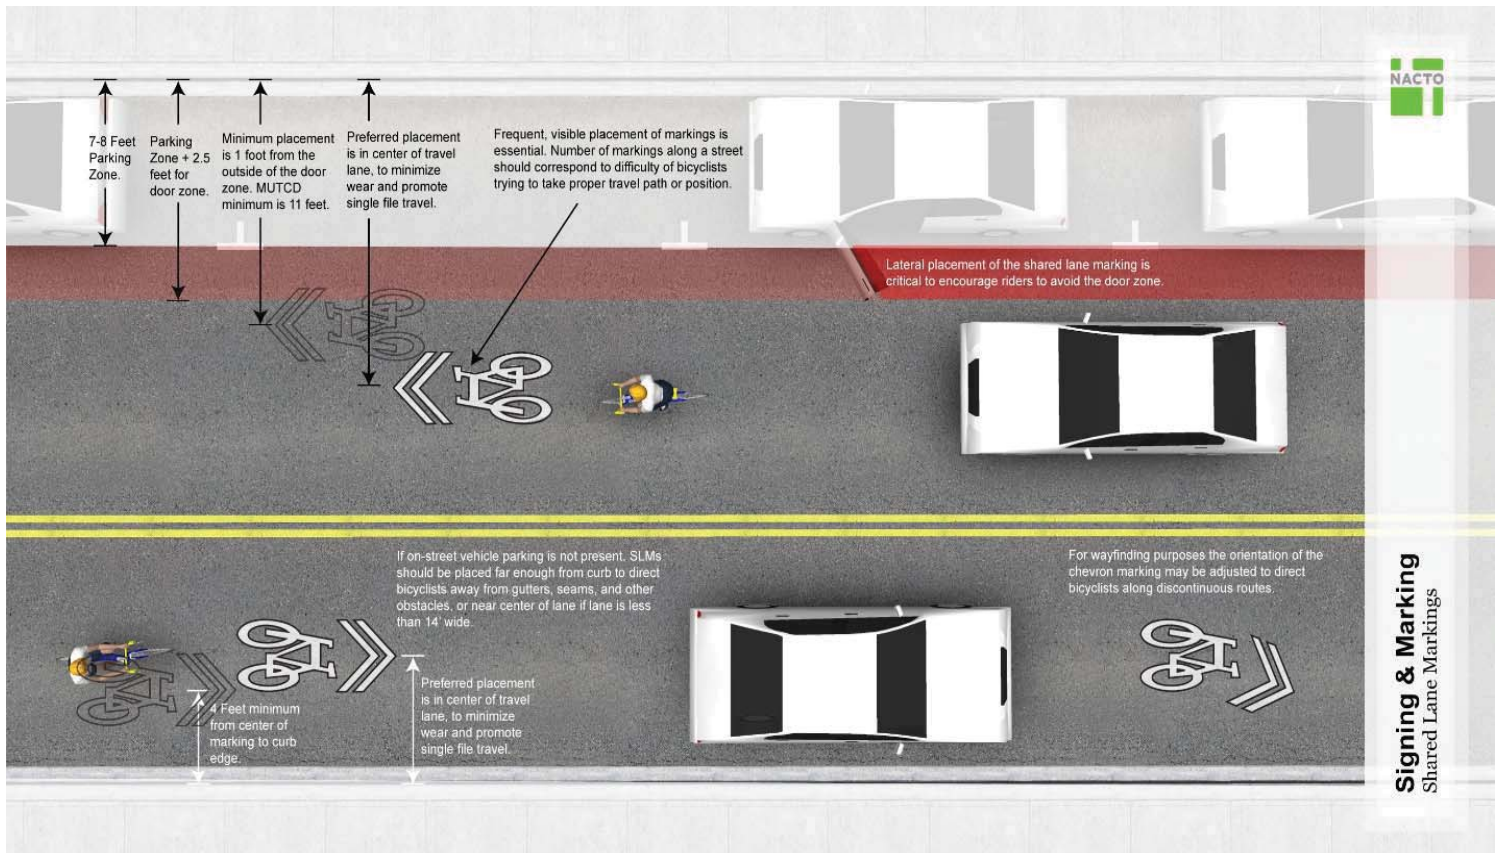 NACTO
7-8 Feet
Parking
Zone.
Parking
Zone + 2.5
feet for
door zone.
Minimum placement
is 1 foot from the
outside of the door
zone. MUTCD
minimum is 11 feet.
Preferred placement
is in center of travel
lane, to minimize
wear and promote
single file travel.
Frequent, visible placement of markings is
essential. Number of markings along a street
should correspond to difficulty of bicyclists
trying to take proper travel path or position.
Lateral placement of the shared lane marking is
critical to encourage riders to avoid the door zone.
If on-street vehicle parking is not present, SLMs
should be placed far enough from curb to direct
bicyclists away from gutters, seams, and other
obstacles, or near center of lane if lane is less
than 14' wide.
For wayfinding purposes the orientation of the
chevron marking may be adjusted to direct
bicyclists along discontinuous routes.
4 Feet minimum
from center of
marking to curb
edge.
Preferred placement
is in center of travel
lane, to minimize
wear and promote
single file travel.
Signing & Marking
Shared Lane Markings